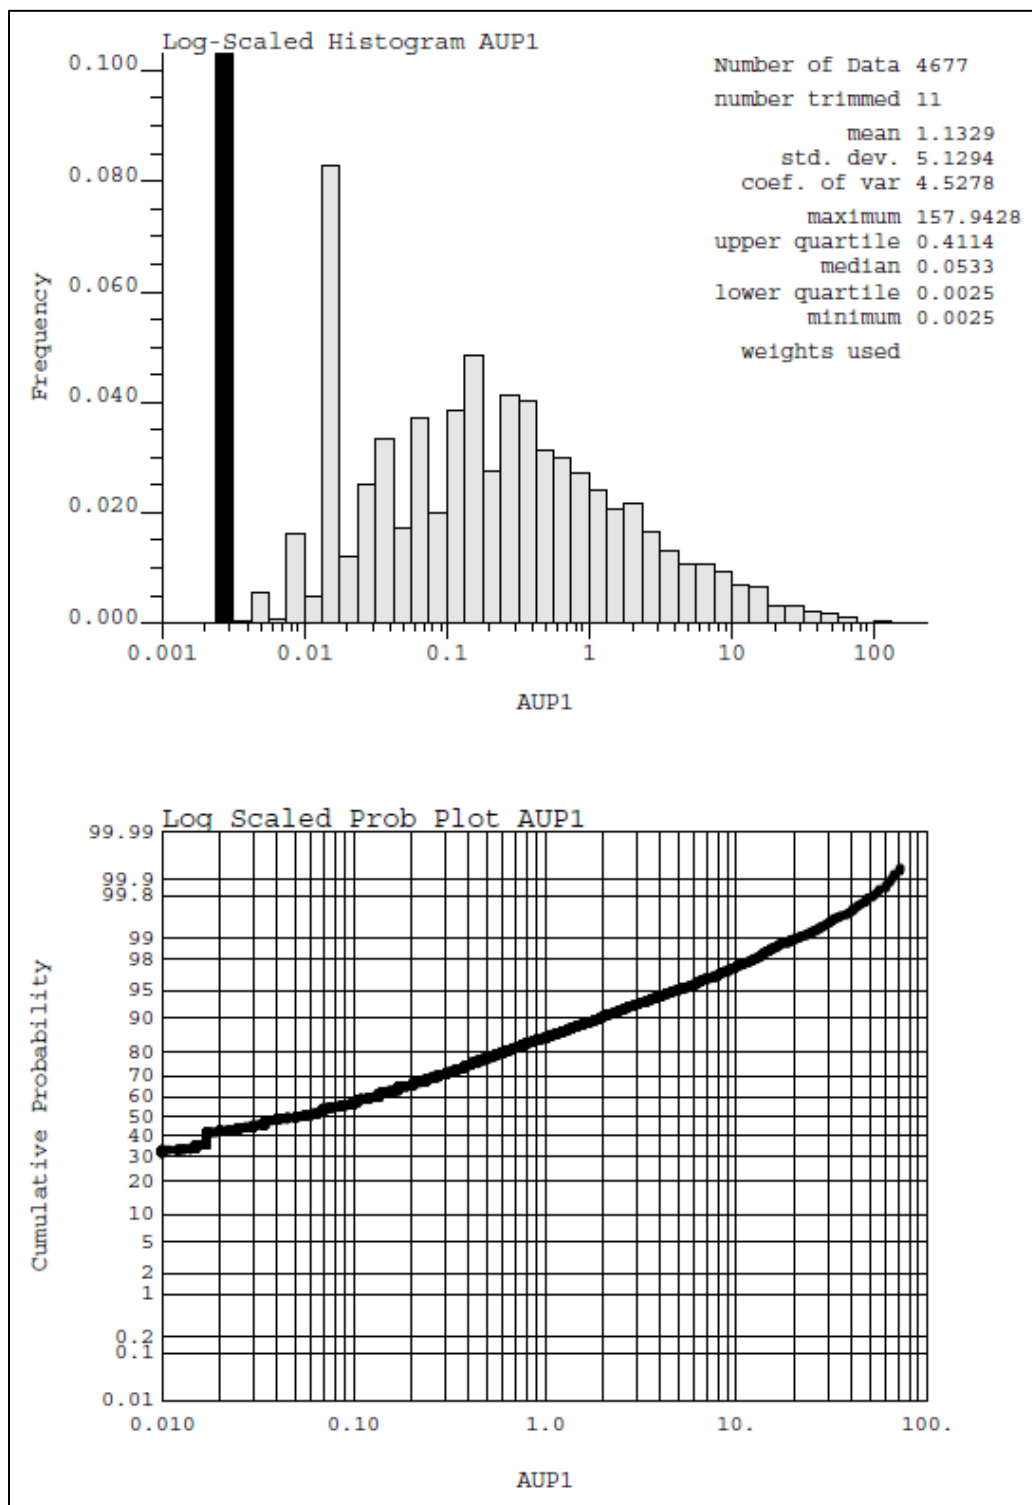 Log-Scaled Histogram AUP1
Number of Data 4677
number trimmed 11
mean 1.1329
std. dev. 5.1294
coef. of var 4.5278
maximum 157.9428
upper quartile 0.4114
median 0.0533
lower quartile 0.0025
minimum 0.0025
weights used
Frequency
0.100
0.080
0.060
0.040
0.020
0.000
0.001 0.01 0.1 1 10 100
AUP1
Log Scaled Prob Plot AUP1
Cumulative Probability
99.99
99.9
99.8
99
98
95
90
80
70
60
50
40
30
20
10
5
2
1
0.2
0.1
0.01
0.010 0.10 1.0 10. 100.
AUP1